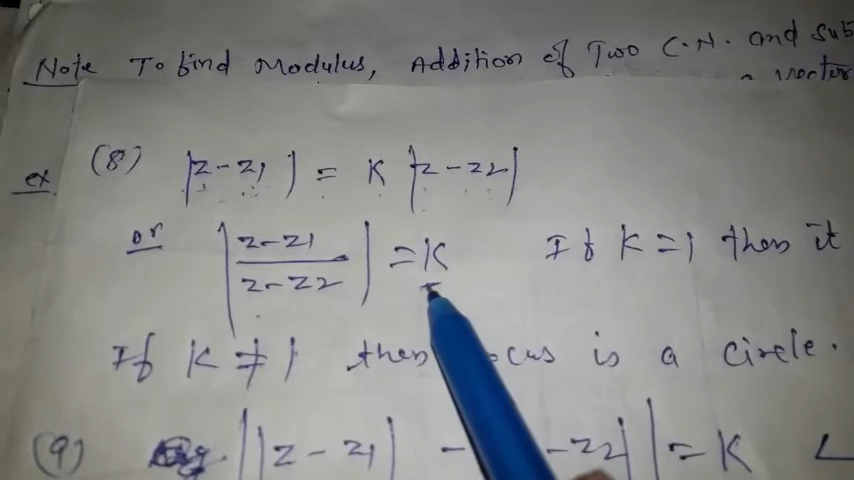 Note To find Modulus, Addition of Two C.N. and Sub
Vector
ex (8) |z-z1| = K |z-z2|
or |z-z1/z-z2| = K If K=1 then it
If K≠1 then locus is a circle.
(9) ||z-z1| - -z2|| = K